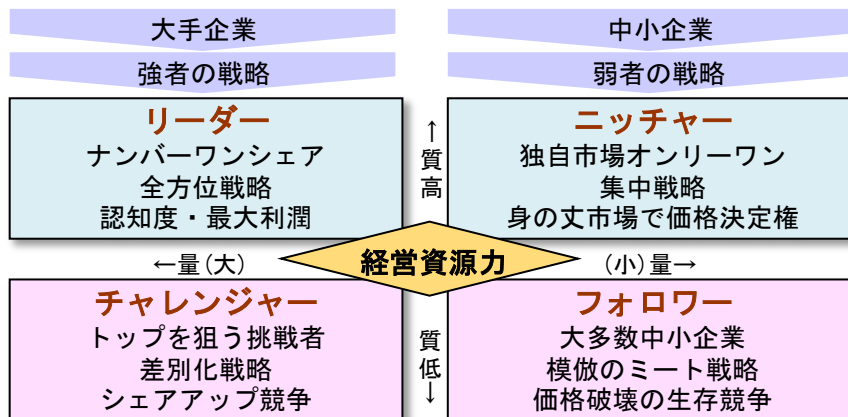 大手企業
中小企業
強者の戦略
弱者の戦略
リーダー
ナンバーワンシェア
全方位戦略
認知度・最大利潤
↑質高
ニッチャー
独自市場オンリーワン
集中戦略
身の丈市場で価格決定権
←量(大)
経営資源力
(小)量→
チャレンジャー
トップを狙う挑戦者
差別化戦略
シェアアップ競争
質低↓
フォロワー
大多数中小企業
模倣のミート戦略
価格破壊の生存競争